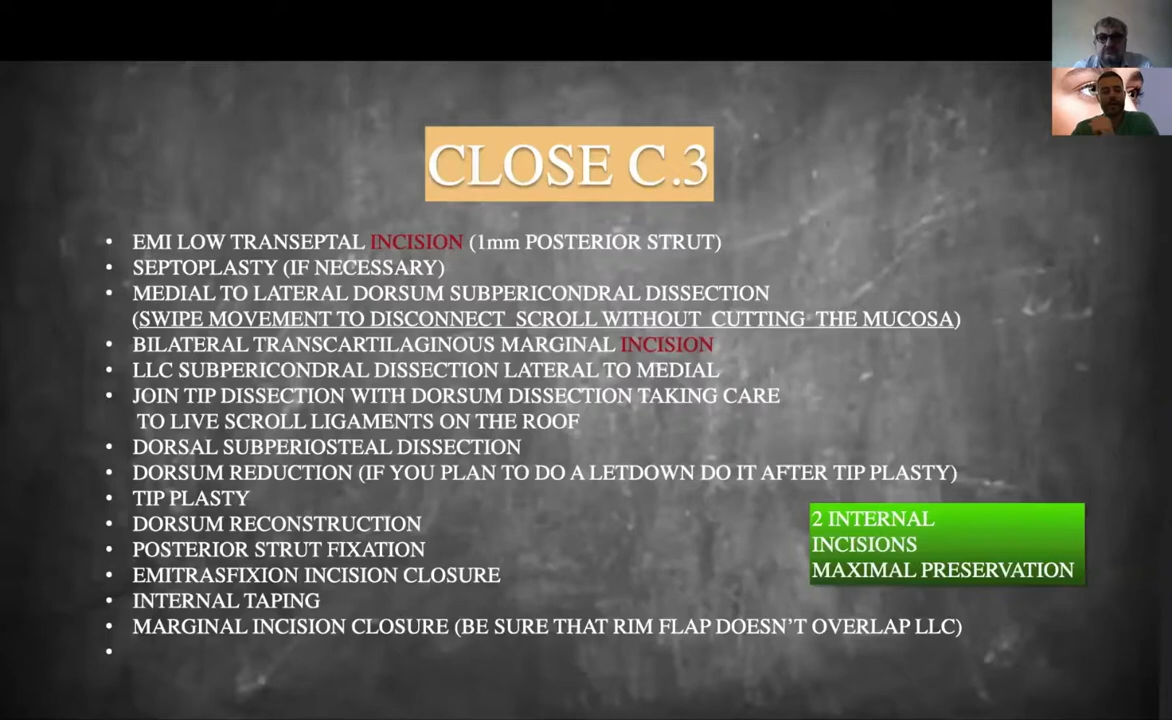 CLOSE C.3
• EMI LOW TRANSEPTAL INCISION (1mm POSTERIOR STRUT)
• SEPTOPLASTY (IF NECESSARY)
• MEDIAL TO LATERAL DORSUM SUBPERICONDRAL DISSECTION
(SWIPE MOVEMENT TO DISCONNECT SCROLL WITHOUT CUTTING THE MUCOSA)
• BILATERAL TRANSCARTILAGINOUS MARGINAL INCISION
• LLC SUBPERICONDRAL DISSECTION LATERAL TO MEDIAL
• JOIN TIP DISSECTION WITH DORSUM DISSECTION TAKING CARE
TO LIVE SCROLL LIGAMENTS ON THE ROOF
• DORSAL SUBPERIOSTEAL DISSECTION
• DORSUM REDUCTION (IF YOU PLAN TO DO A LETDOWN DO IT AFTER TIP PLASTY)
• TIP PLASTY
• DORSUM RECONSTRUCTION
• POSTERIOR STRUT FIXATION
• EMITRASFIXION INCISION CLOSURE
• INTERNAL TAPING
• MARGINAL INCISION CLOSURE (BE SURE THAT RIM FLAP DOESN’T OVERLAP LLC)
•
2 INTERNAL
INCISIONS
MAXIMAL PRESERVATION